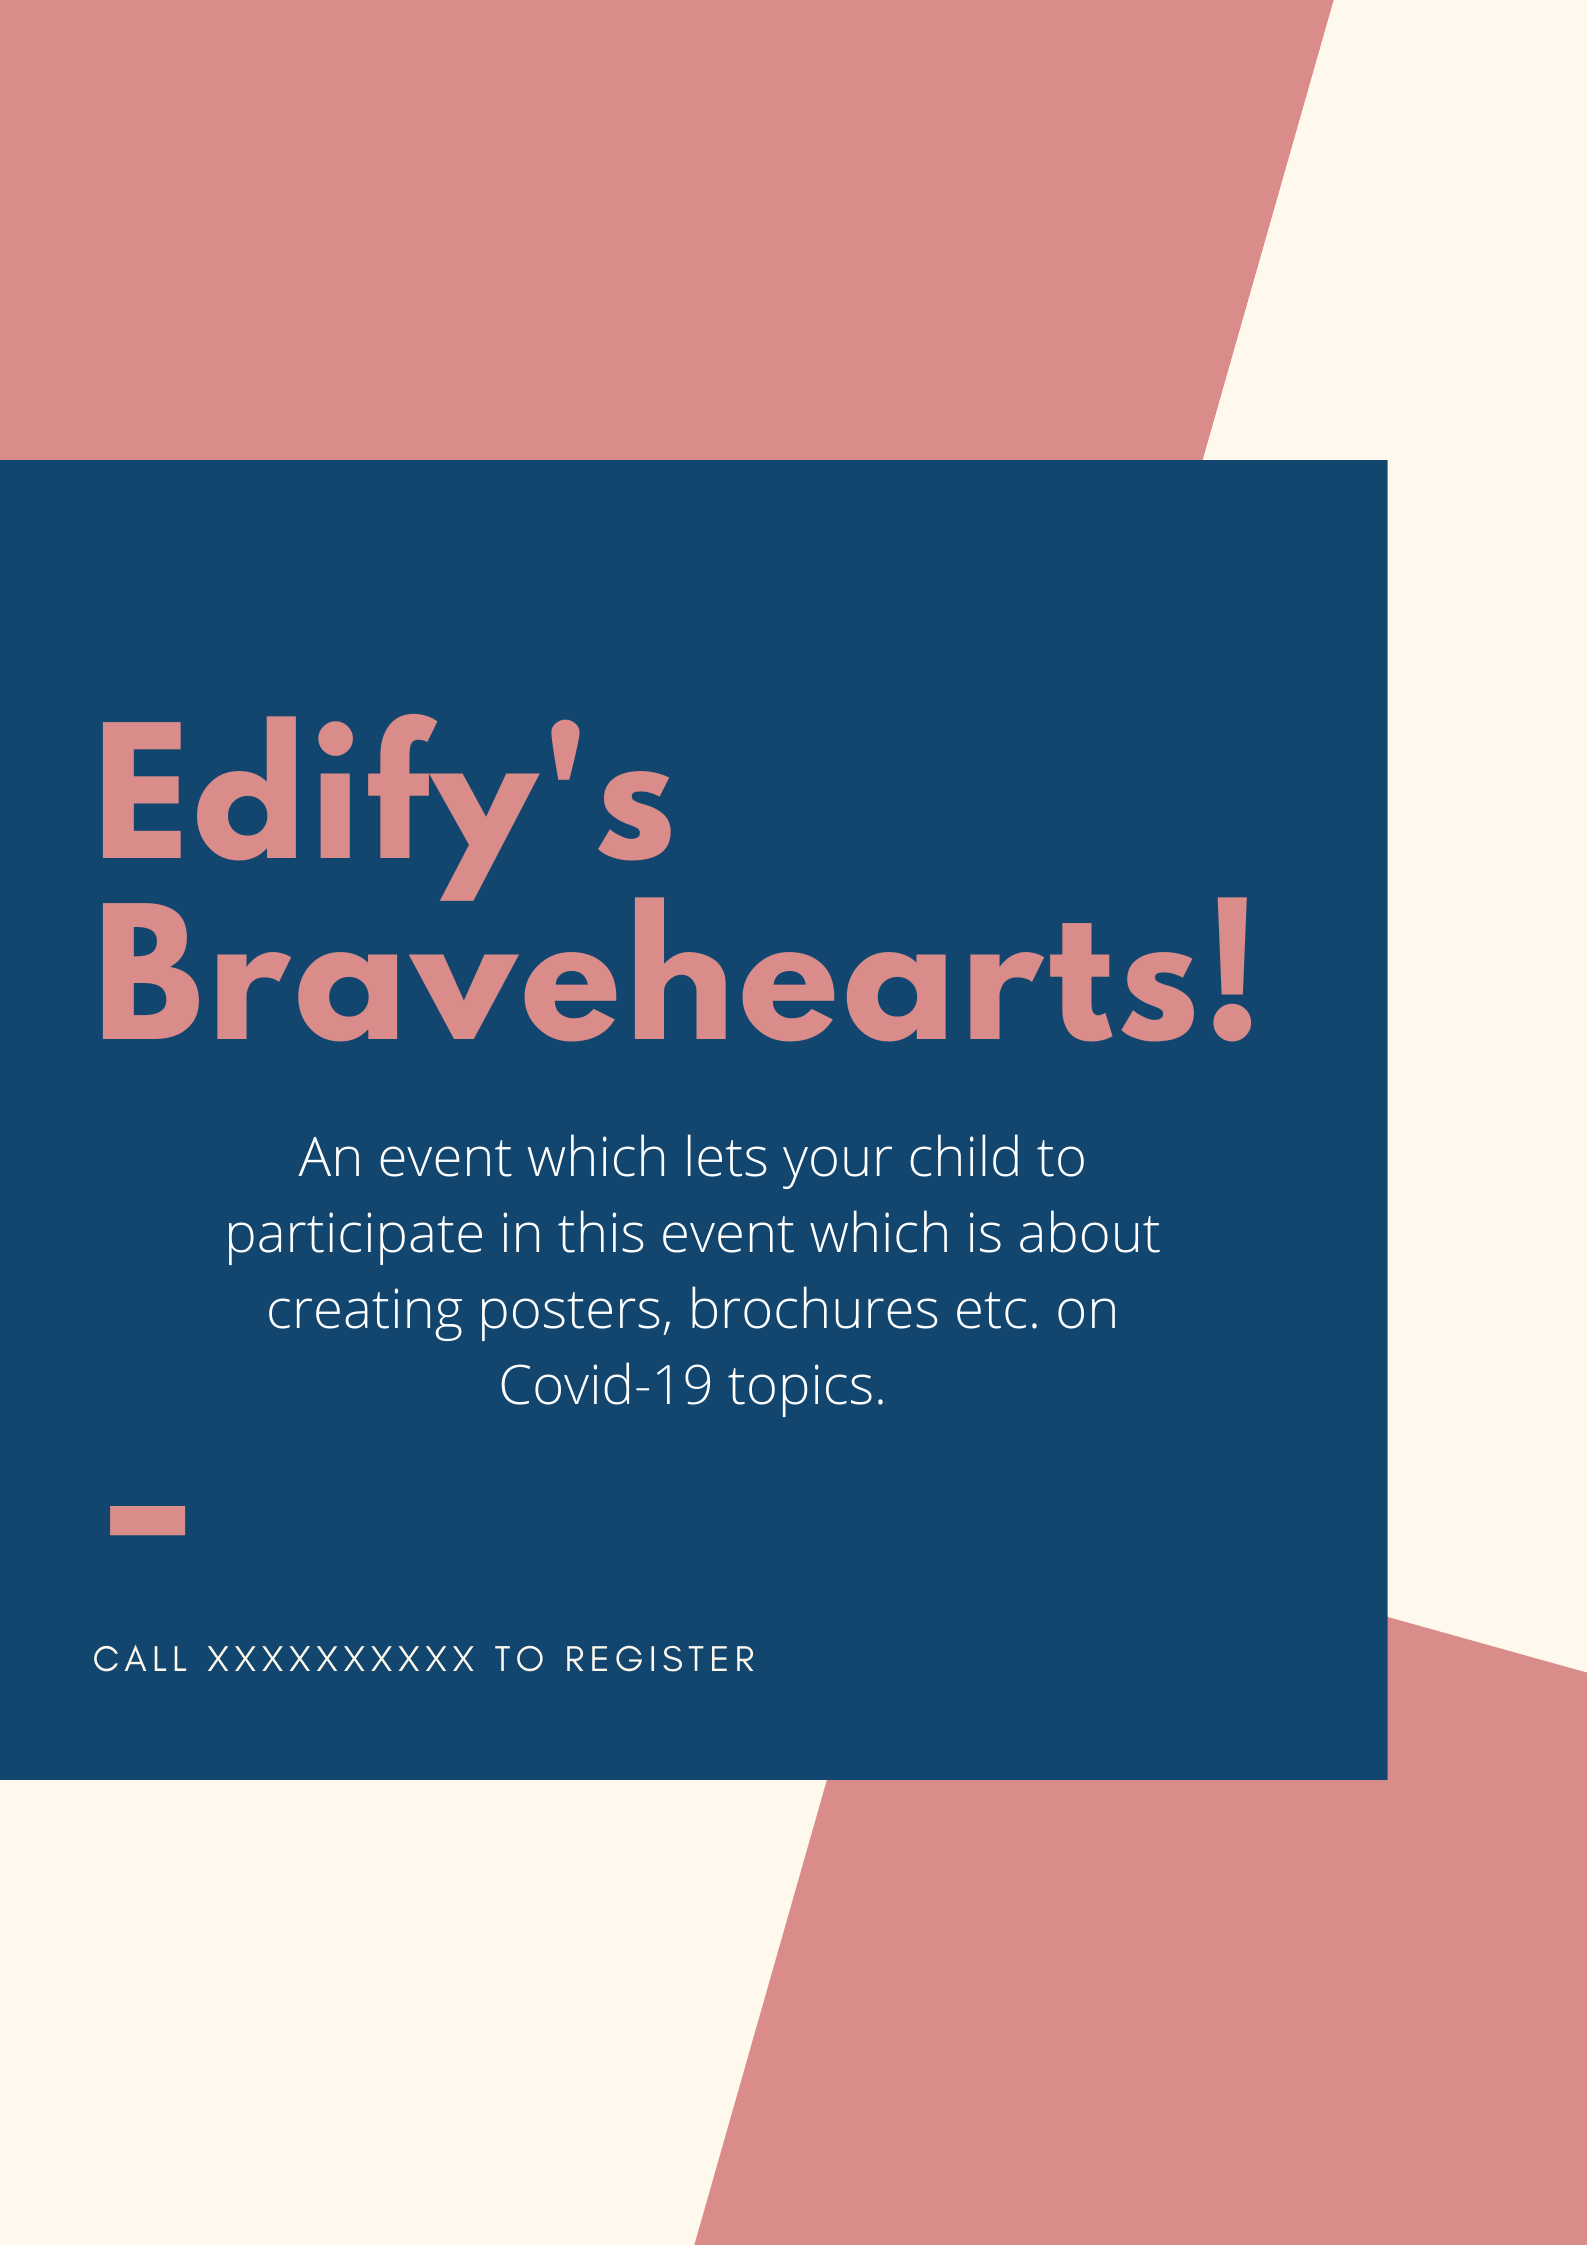 Edify's
Bravehearts!
An event which lets your child to
participate in this event which is about
creating posters, brochures etc. on
Covid-19 topics.
CALL XXXXXXXXXX TO REGISTER